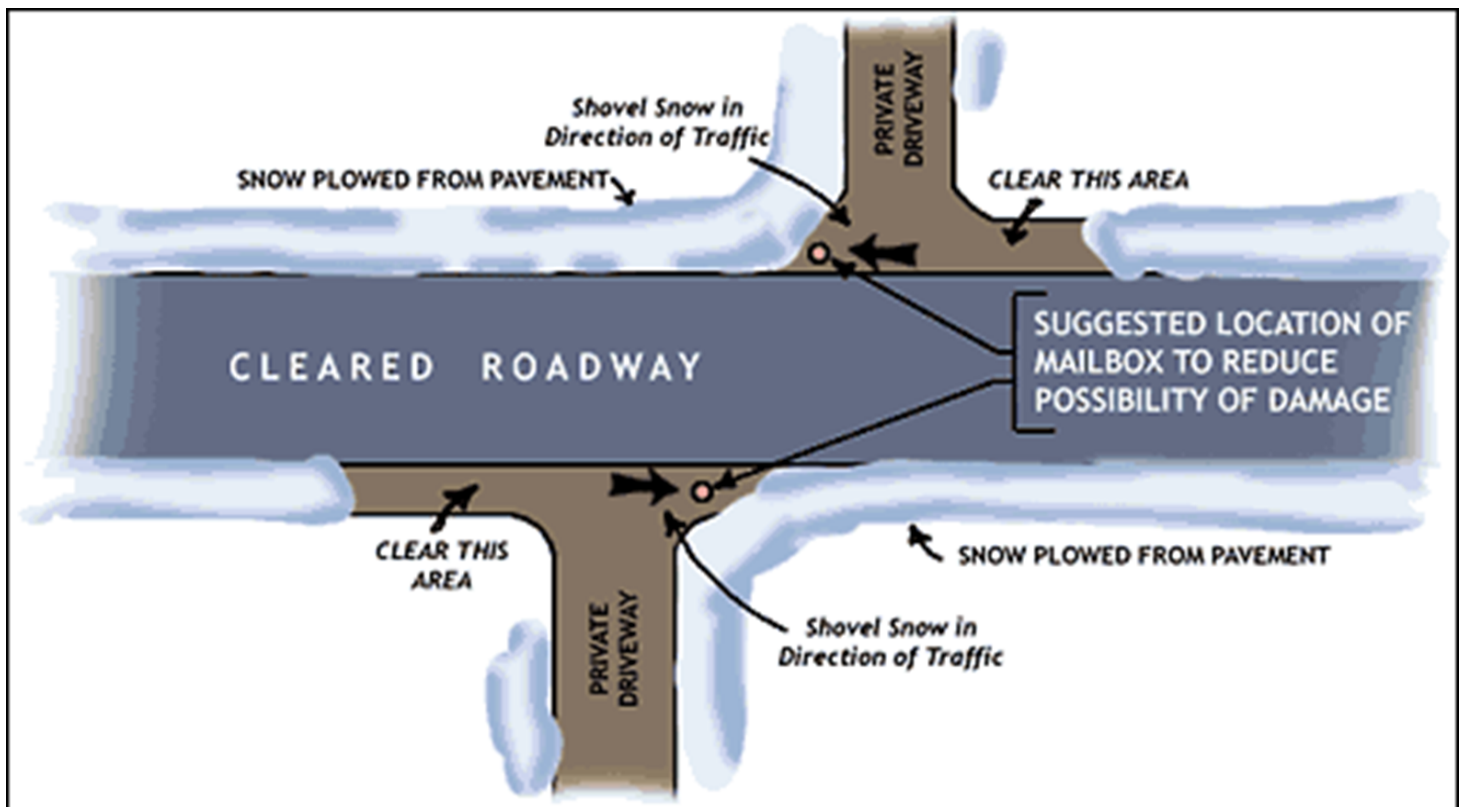 PRIVATE
DRIVEWAY
Shovel Snow in
Direction of Traffic
SNOW PLOWED FROM PAVEMENT
CLEAR THIS AREA
SUGGESTED LOCATION OF
MAILBOX TO REDUCE
POSSIBILITY OF DAMAGE
CLEARED ROADWAY
CLEAR THIS
AREA
SNOW PLOWED FROM PAVEMENT
PRIVATE
DRIVEWAY
Shovel Snow in
Direction of Traffic